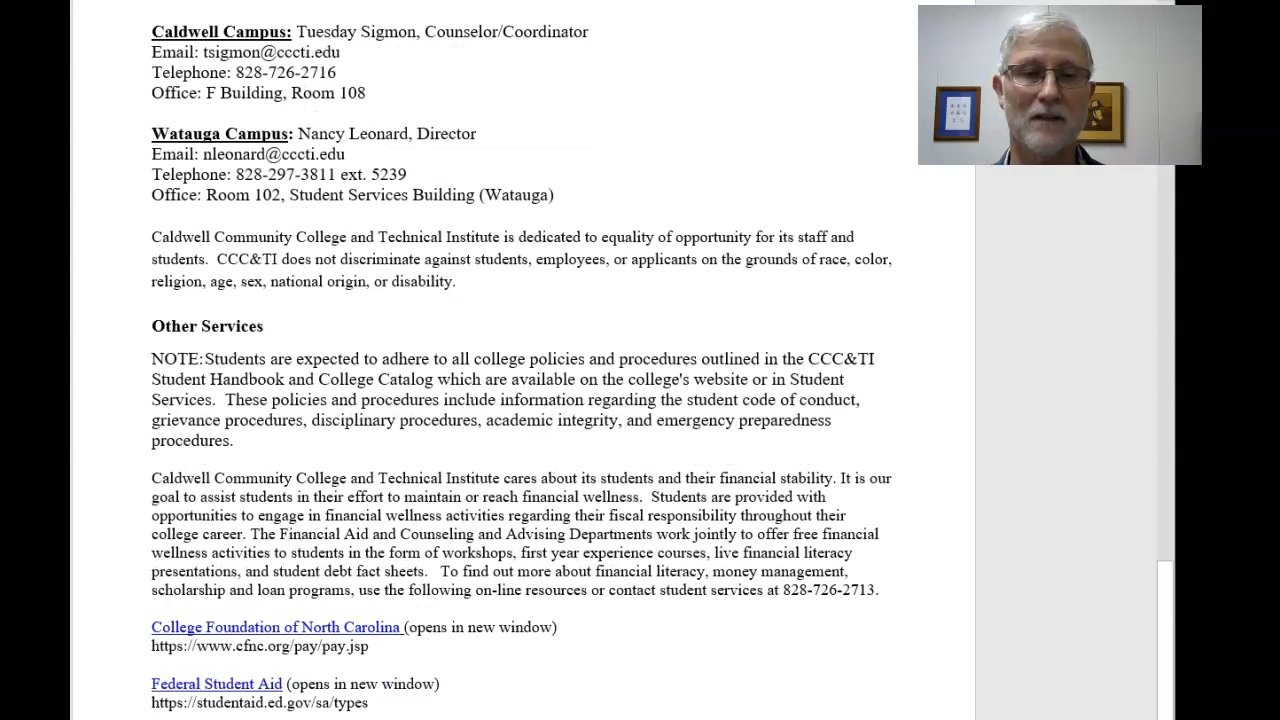 Caldwell Campus: Tuesday Sigmon, Counselor/Coordinator
Email: tsigmon@cccti.edu
Telephone: 828-726-2716
Office: F Building, Room 108
Watauga Campus: Nancy Leonard, Director
Email: nleonard@cccti.edu
Telephone: 828-297-3811 ext. 5239
Office: Room 102, Student Services Building (Watauga)
Caldwell Community College and Technical Institute is dedicated to equality of opportunity for its staff and
students.  CCC&TI does not discriminate against students, employees, or applicants on the grounds of race, color,
religion, age, sex, national origin, or disability.
Other Services
NOTE:Students are expected to adhere to all college policies and procedures outlined in the CCC&TI
Student Handbook and College Catalog which are available on the college's website or in Student
Services.  These policies and procedures include information regarding the student code of conduct,
grievance procedures, disciplinary procedures, academic integrity, and emergency preparedness
procedures.
Caldwell Community College and Technical Institute cares about its students and their financial stability. It is our
goal to assist students in their effort to maintain or reach financial wellness.  Students are provided with
opportunities to engage in financial wellness activities regarding their fiscal responsibility throughout their
college career. The Financial Aid and Counseling and Advising Departments work jointly to offer free financial
wellness activities to students in the form of workshops, first year experience courses, live financial literacy
presentations, and student debt fact sheets.   To find out more about financial literacy, money management,
scholarship and loan programs, use the following on-line resources or contact student services at 828-726-2713.
College Foundation of North Carolina (opens in new window)
https://www.cfnc.org/pay/pay.jsp
Federal Student Aid (opens in new window)
https://studentaid.ed.gov/sa/types